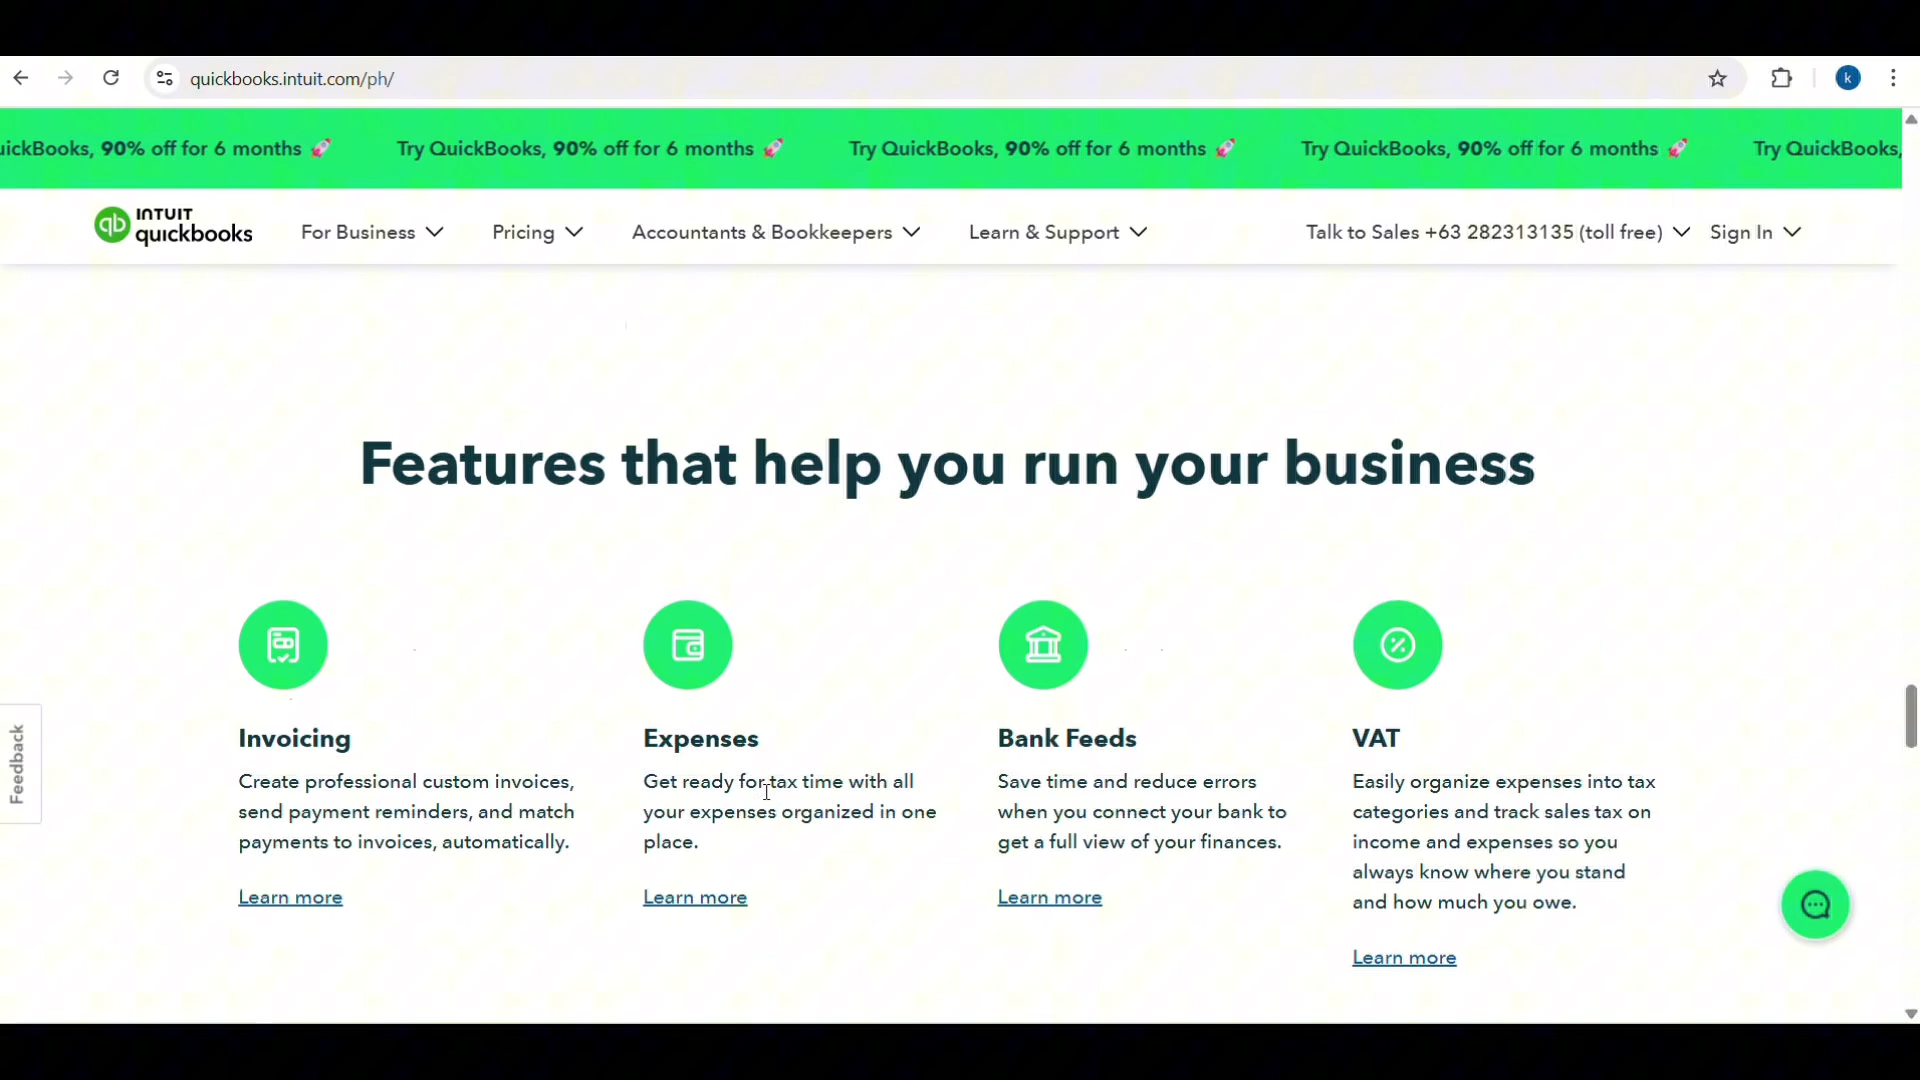 quickbooks.intuit.com/ph/
k
uickBooks, 90% off for 6 months 🚀 Try QuickBooks, 90% off for 6 months 🚀 Try QuickBooks, 90% off for 6 months 🚀 Try QuickBooks, 90% off for 6 months 🚀 Try QuickBooks,
qb INTUIT
quickbooks
For Business Pricing Accountants & Bookkeepers Learn & Support Talk to Sales +63 282313135 (toll free) Sign In
Features that help you run your business
Invoicing
Create professional custom invoices,
send payment reminders, and match
payments to invoices, automatically.
Learn more
Expenses
Get ready for tax time with all
your expenses organized in one
place.
Learn more
Bank Feeds
Save time and reduce errors
when you connect your bank to
get a full view of your finances.
Learn more
VAT
Easily organize expenses into tax
categories and track sales tax on
income and expenses so you
always know where you stand
and how much you owe.
Learn more
Feedback